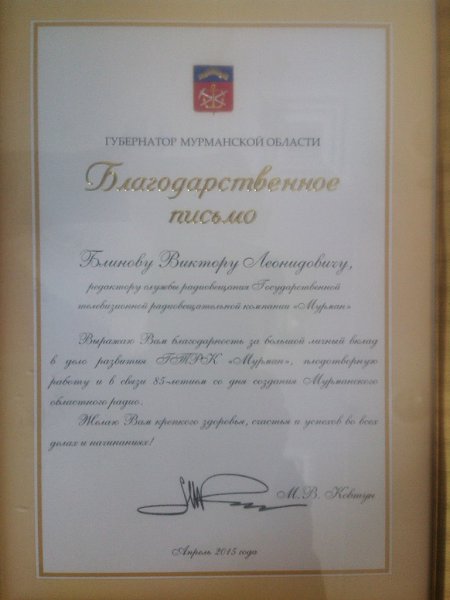 ГУБЕРНАТОР МУРМАНСКОЙ ОБЛАСТИ
Благодарственное
письмо
Блинову Виктору Леонидовичу,
редактору службы радиовещания Государственной
телевизионной радиовещательной компании «Мурман»
Выражаю Вам благодарность за большой личный вклад
в дело развития ГТРК «Мурман», плодотворную
работу и в связи 85-летием со дня создания Мурманского
областного радио.
Желаю Вам крепкого здоровья, счастья и успехов во всех
делах и начинаниях!
М. В. Ковтун
Апрель 2015 года